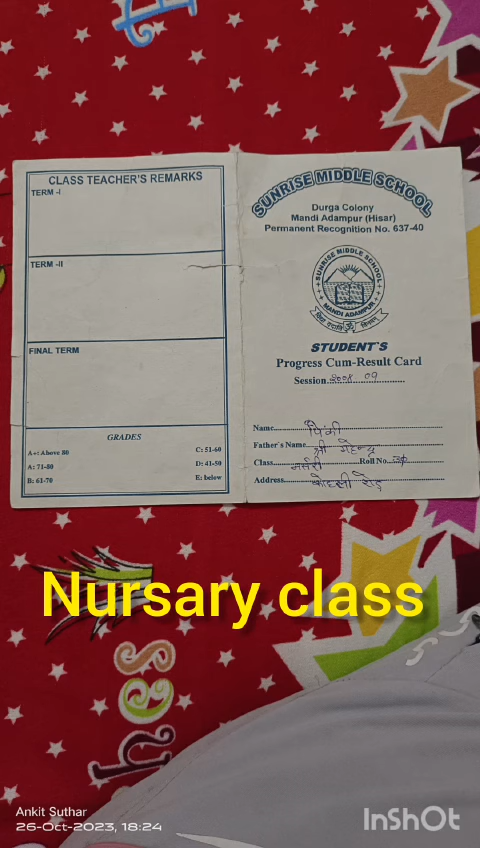 CLASS TEACHER'S REMARKS
TERM -I
TERM -II
FINAL TERM
GRADES
A+: Above 80
A: 71-80
B: 61-70
C: 51-60
D: 41-50
E: below
SUNRISE MIDDLE SCHOOL
Durga Colony
Mandi Adampur (Hisar)
Permanent Recognition No. 637-40
SUNRISE MIDDLE SCHOOL
MANDI ADAMPUR
STUDENT'S
Progress Cum-Result Card
Session 2008 09
Name पिंकी
Father's Name श्री
Class नर्सरी Roll No.
Address रोड़
Nursary class
hes
Ankit Suthar
26-Oct-2023, 18:24
InShOt